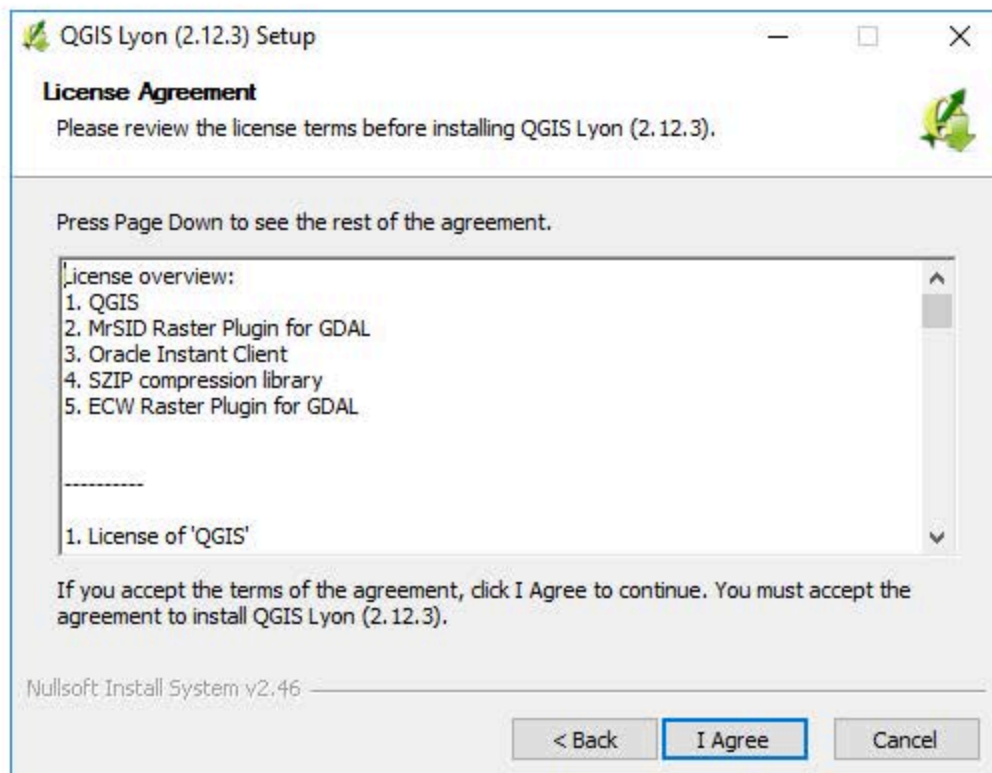 QGIS Lyon (2.12.3) Setup
License Agreement
Please review the license terms before installing QGIS Lyon (2.12.3).
Press Page Down to see the rest of the agreement.
License overview:
1. QGIS
2. MrSID Raster Plugin for GDAL
3. Oracle Instant Client
4. SZIP compression library
5. ECW Raster Plugin for GDAL
----------
1. License of 'QGIS'
If you accept the terms of the agreement, click I Agree to continue. You must accept the
agreement to install QGIS Lyon (2.12.3).
Nullsoft Install System v2.46
< Back I Agree Cancel